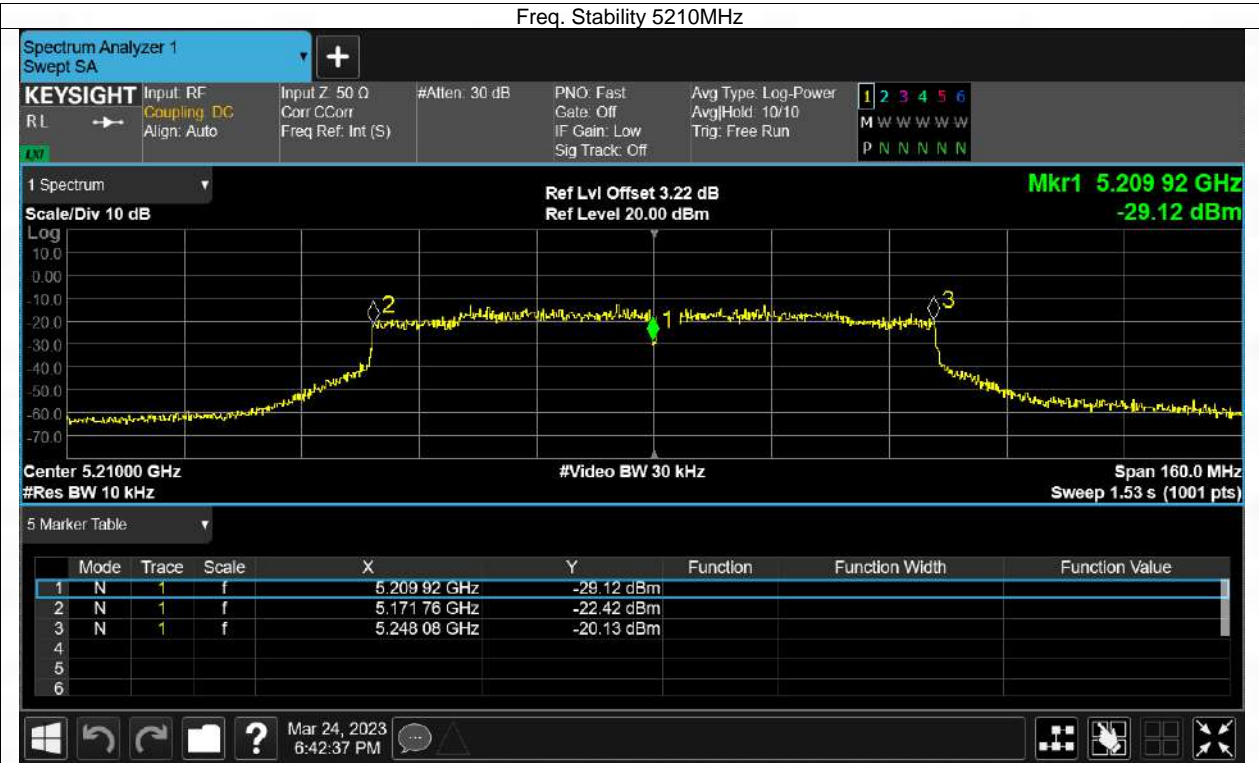 Freq. Stability 5210MHz
Spectrum Analyzer 1
Swept SA
+
KEYSIGHT Input: RF Input Z: 50 Ω #Atten: 30 dB PNO: Fast Avg Type: Log-Power 1 2 3 4 5 6
RL Coupling: DC Corr CCorr Gate: Off Avg|Hold: 10/10 M W W W W W
Align: Auto Freq Ref: Int (S) IF Gain: Low Trig: Free Run
LXI Sig Track: Off P N N N N N
1 Spectrum Ref Lvl Offset 3.22 dB Mkr1 5.209 92 GHz
Scale/Div 10 dB Ref Level 20.00 dBm -29.12 dBm
Log
10.0
0.00
-10.0
2 3
-20.0
1
-30.0
-40.0
-50.0
-60.0
-70.0
Center 5.21000 GHz #Video BW 30 kHz Span 160.0 MHz
#Res BW 10 kHz Sweep 1.53 s (1001 pts)
5 Marker Table
Mode Trace Scale X Y Function Function Width Function Value
1 N 1 f 5.209 92 GHz -29.12 dBm
2 N 1 f 5.171 76 GHz -22.42 dBm
3 N 1 f 5.248 08 GHz -20.13 dBm
4
5
6
? Mar 24, 2023
6:42:37 PM